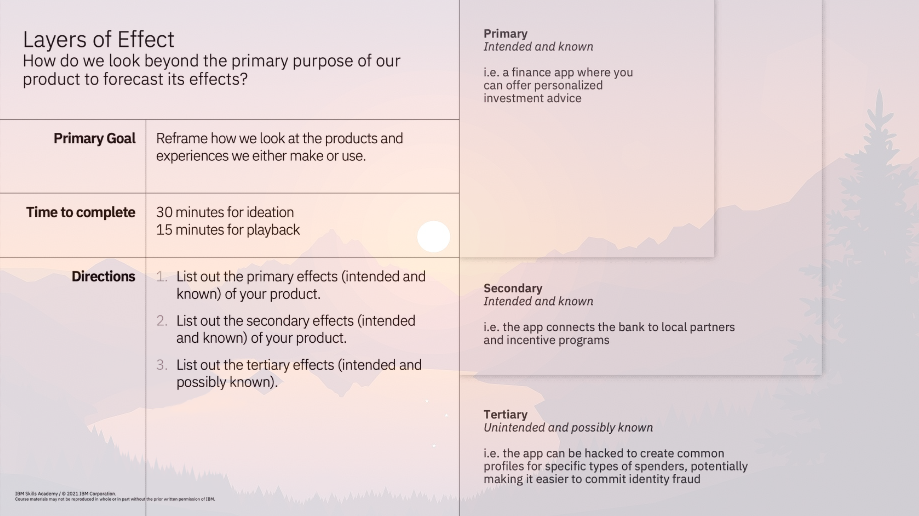 Layers of Effect
How do we look beyond the primary purpose of our
product to forecast its effects?
Primary Goal
Reframe how we look at the products and
experiences we either make or use.
Time to complete
30 minutes for ideation
15 minutes for playback
Directions
1. List out the primary effects (intended and
known) of your product.
2. List out the secondary effects (intended
and known) of your product.
3. List out the tertiary effects (intended and
possibly known).
IBM Skills Academy / © 2021 IBM Corporation.
Course materials may not be reproduced in whole or in part without the prior written permission of IBM.
Primary
Intended and known
i.e. a finance app where you
can offer personalized
investment advice
Secondary
Intended and known
i.e. the app connects the bank to local partners
and incentive programs
Tertiary
Unintended and possibly known
i.e. the app can be hacked to create common
profiles for specific types of spenders, potentially
making it easier to commit identity fraud